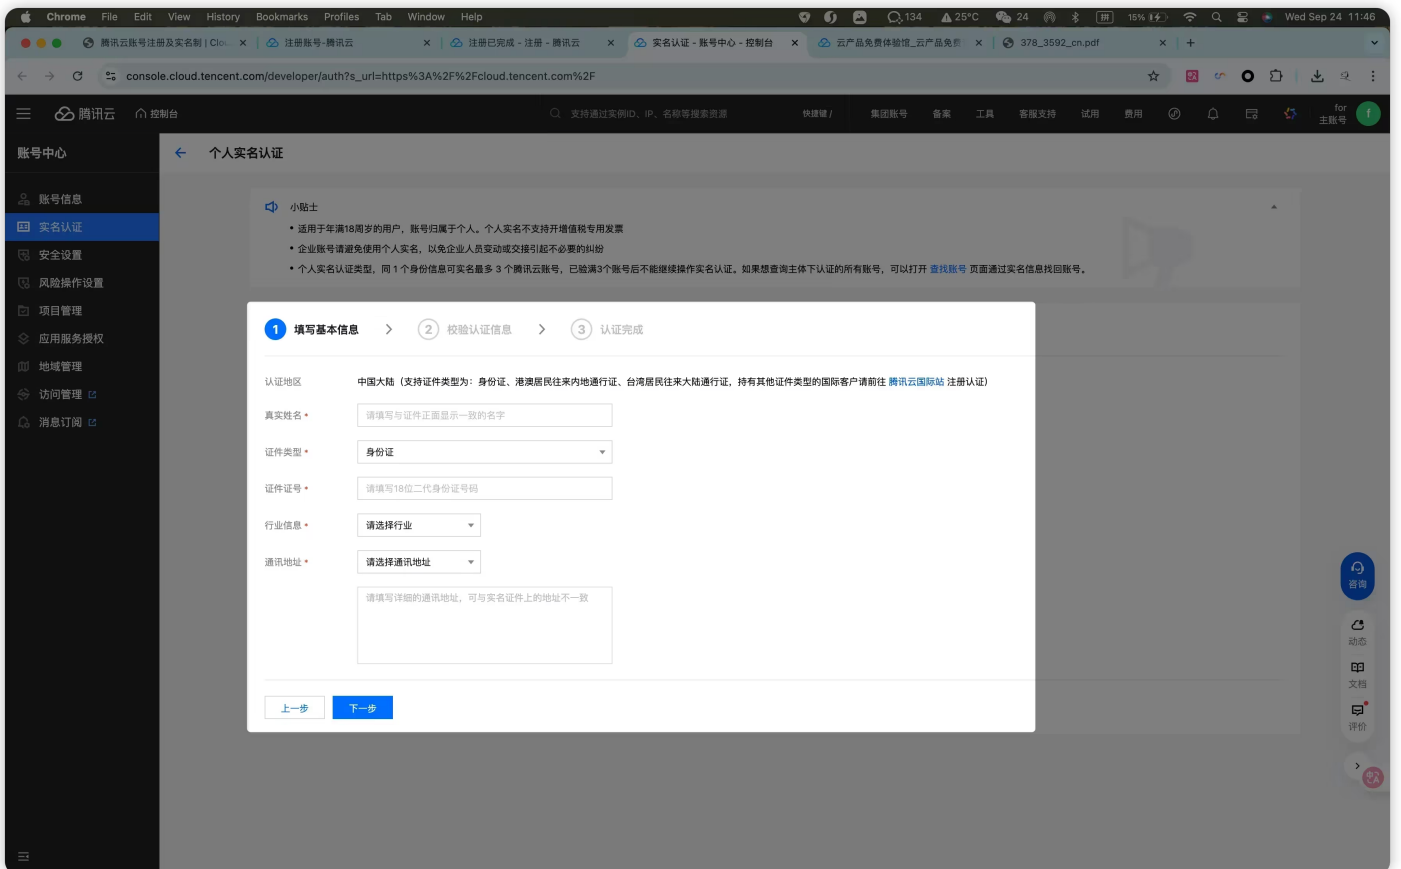 Chrome File Edit View History Bookmarks Profiles Tab Window Help 134 25°C 24 拼 15% Wed Sep 24 11:46
腾讯云账号注册及实名制 | Clou 注册账号-腾讯云 注册已完成 - 注册 - 腾讯云 实名认证 - 账号中心 - 控制台 云产品免费体验馆_云产品免费 378_3592_cn.pdf
console.cloud.tencent.com/developer/auth?s_url=https%3A%2F%2Fcloud.tencent.com%2F
腾讯云 控制台 支持通过实例ID、IP、名称等搜索资源 快捷键 / 集团账号 备案 工具 客服支持 试用 费用 for 主账号 f
账号中心
个人实名认证
账号信息
实名认证
安全设置
风险操作设置
项目管理
应用服务授权
地域管理
访问管理
消息订阅
小贴士
• 适用于年满18周岁的用户，账号归属于个人。个人实名不支持开增值税专用发票
• 企业账号请避免使用个人实名，以免企业人员变动或交接引起不必要的纠纷
• 个人实名认证类型，同 1 个身份信息可实名最多 3 个腾讯云账号，已验满3个账号后不能继续操作实名认证。如果想查询主体下认证的所有账号，可以打开 查找账号 页面通过实名信息找回账号。
1 填写基本信息 > 2 校验认证信息 > 3 认证完成
认证地区 中国大陆（支持证件类型为：身份证、港澳居民往来内地通行证、台湾居民往来大陆通行证，持有其他证件类型的国际客户请前往 腾讯云国际站 注册认证）
真实姓名 * 请填写与证件正面显示一致的名字
证件类型 * 身份证
证件证号 * 请填写18位二代身份证号码
行业信息 * 请选择行业
通讯地址 * 请选择通讯地址
请填写详细的通讯地址，可与实名证件上的地址不一致
上一步 下一步
咨询
动态
文档
评价